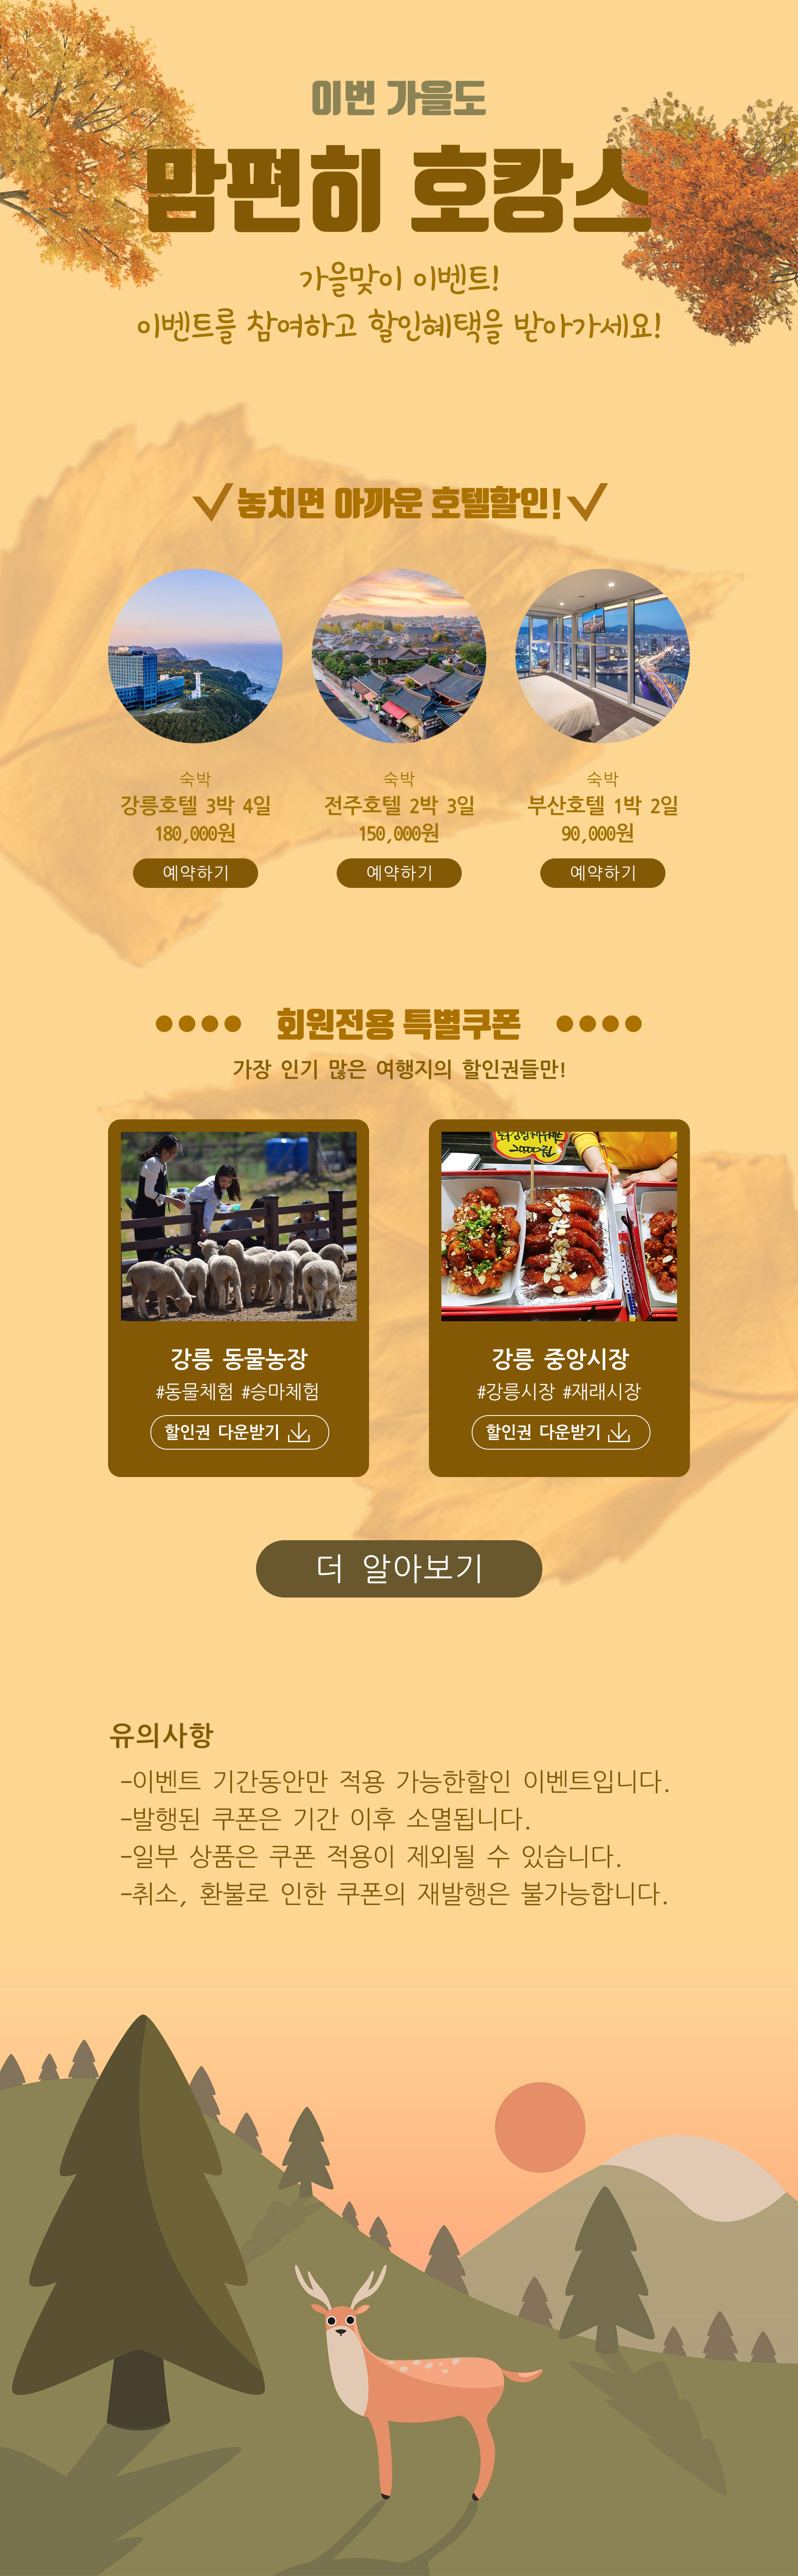 이번 가을도
맘편히 호캉스
가을맞이 이벤트!
이벤트를 참여하고 할인혜택을 받아가세요!
놓치면 아까운 호텔할인!
숙박
강릉호텔 3박 4일
180,000원
예약하기
숙박
전주호텔 2박 3일
150,000원
예약하기
숙박
부산호텔 1박 2일
90,000원
예약하기
회원전용 특별쿠폰
가장 인기 많은 여행지의 할인권들만!
강릉 동물농장
#동물체험 #승마체험
할인권 다운받기
강릉 중앙시장
#강릉시장 #재래시장
할인권 다운받기
더 알아보기
유의사항
-이벤트 기간동안만 적용 가능한할인 이벤트입니다.
-발행된 쿠폰은 기간 이후 소멸됩니다.
-일부 상품은 쿠폰 적용이 제외될 수 있습니다.
-취소, 환불로 인한 쿠폰의 재발행은 불가능합니다.